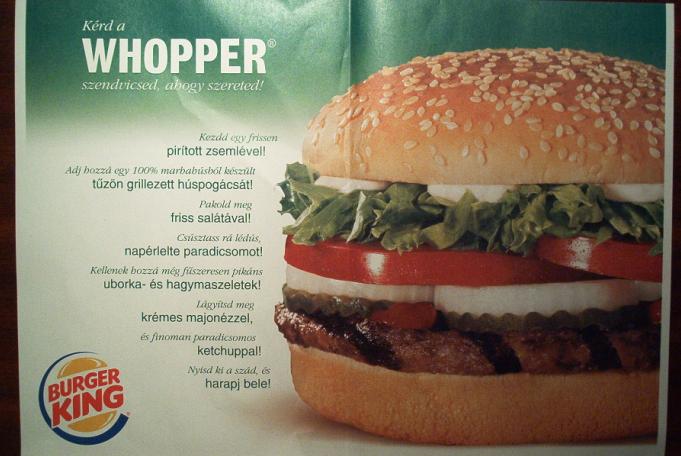 Kérd a
WHOPPER®
szendvicsed, ahogy szereted!
Kezdd egy frissen
pirított zsemlével!
Adj hozzá egy 100% marhahúsból készült
tűzön grillezett húspogácsát!
Pakold meg
friss salátával!
Csúsztass rá lédús,
napérlelte paradicsomot!
Kellenek hozzá még fűszeresen pikáns
uborka- és hagymaszeletek!
Lágyítsd meg
krémes majonézzel,
és finoman paradicsomos
ketchuppal!
Nyisd ki a szád, és
harapj bele!
BURGER
KING®